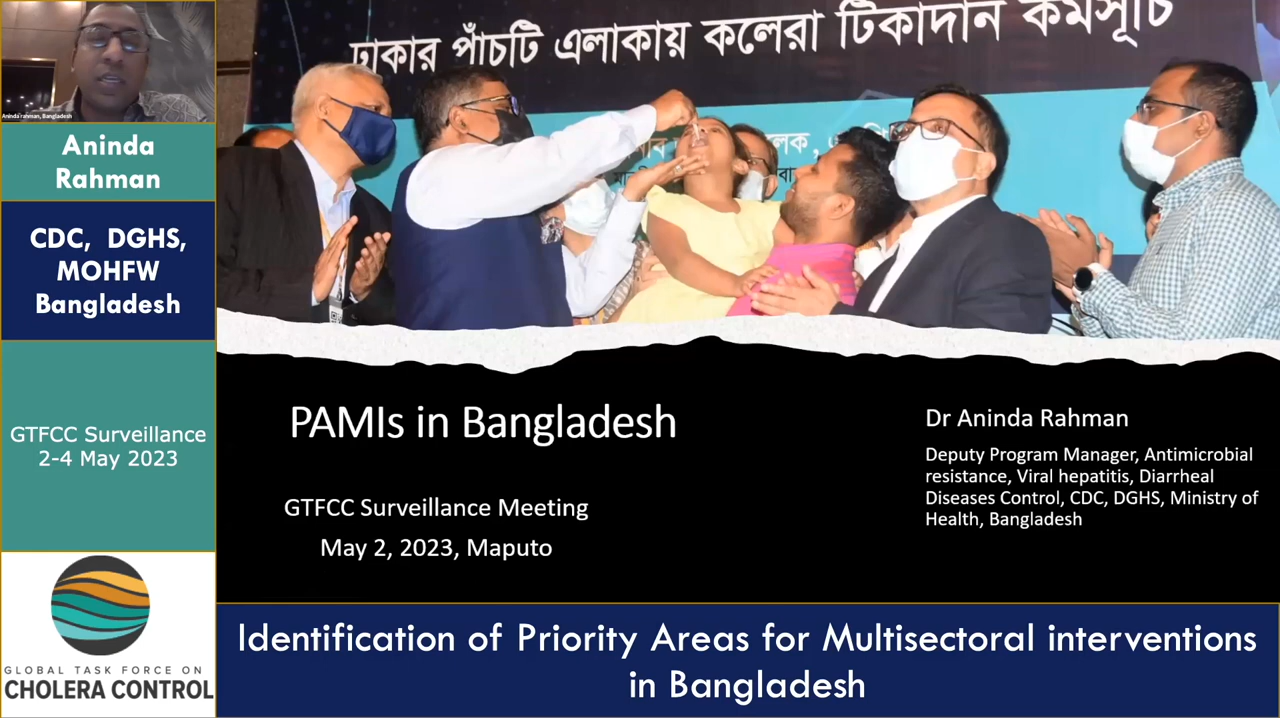 Aninda rahman, Bangladesh
Aninda
Rahman
CDC, DGHS,
MOHFW
Bangladesh
GTFCC Surveillance
2-4 May 2023
GLOBAL TASK FORCE ON
CHOLERA CONTROL
ঢাকার পাঁচটি এলাকায় কলেরা টিকাদান কর্মসূচি
PAMIs in Bangladesh
GTFCC Surveillance Meeting
May 2, 2023, Maputo
Dr Aninda Rahman
Deputy Program Manager, Antimicrobial
resistance, Viral hepatitis, Diarrheal
Diseases Control, CDC, DGHS, Ministry of
Health, Bangladesh
Identification of Priority Areas for Multisectoral interventions
in Bangladesh